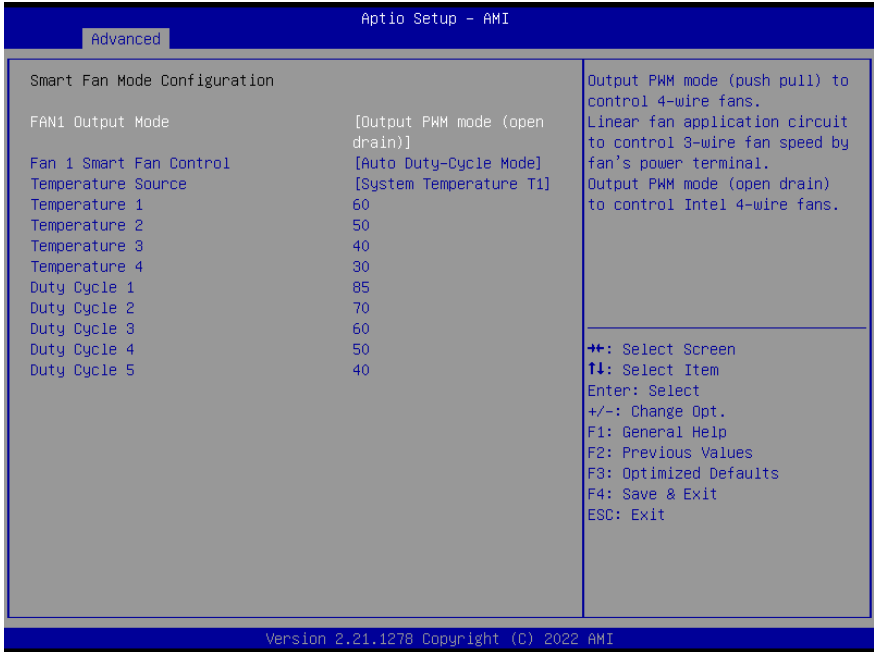 Aptio Setup – AMI
Advanced
Smart Fan Mode Configuration
FAN1 Output Mode [Output PWM mode (open
drain)]
Fan 1 Smart Fan Control [Auto Duty-Cycle Mode]
Temperature Source [System Temperature T1]
Temperature 1 60
Temperature 2 50
Temperature 3 40
Temperature 4 30
Duty Cycle 1 85
Duty Cycle 2 70
Duty Cycle 3 60
Duty Cycle 4 50
Duty Cycle 5 40
Output PWM mode (push pull) to
control 4-wire fans.
Linear fan application circuit
to control 3-wire fan speed by
fan's power terminal.
Output PWM mode (open drain)
to control Intel 4-wire fans.
→←: Select Screen
↑↓: Select Item
Enter: Select
+/-: Change Opt.
F1: General Help
F2: Previous Values
F3: Optimized Defaults
F4: Save & Exit
ESC: Exit
Version 2.21.1278 Copyright (C) 2022 AMI